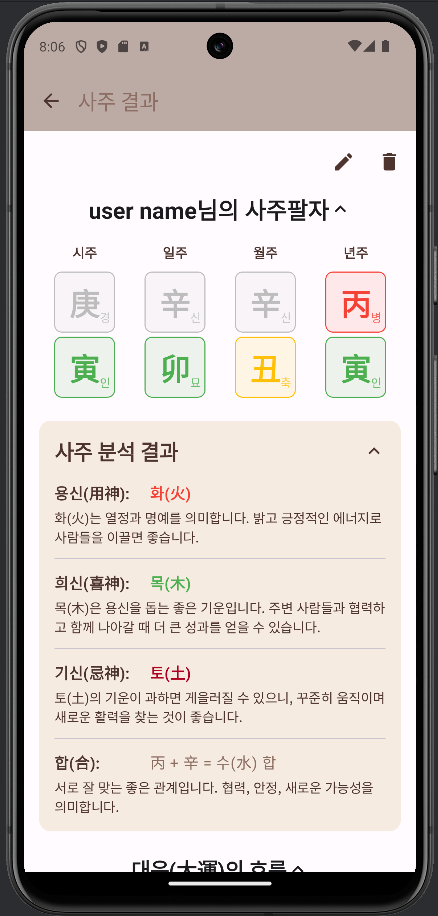 8:06
사주 결과
user name님의 사주팔자
시주 일주 월주 년주
庚경 辛신 辛신 丙병
寅인 卯묘 丑축 寅인
사주 분석 결과
용신(用神): 화(火)
화(火)는 열정과 명예를 의미합니다. 밝고 긍정적인 에너지로
사람들을 이끌면 좋습니다.
희신(喜神): 목(木)
목(木)은 용신을 돕는 좋은 기운입니다. 주변 사람들과 협력하
고 함께 나아갈 때 더 큰 성과를 얻을 수 있습니다.
기신(忌神): 토(土)
토(土)의 기운이 과하면 게을러질 수 있으니, 꾸준히 움직이며
새로운 활력을 찾는 것이 좋습니다.
합(合): 丙 + 辛 = 수(水) 합
서로 잘 맞는 좋은 관계입니다. 협력, 안정, 새로운 가능성을
의미합니다.
대운(大運)의 흐름